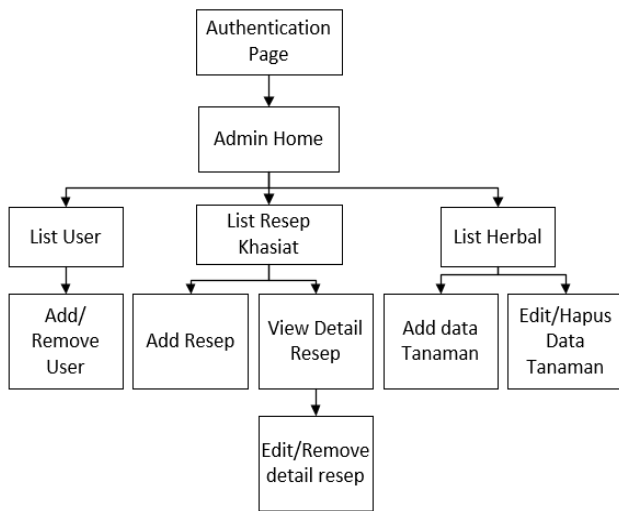 Authentication
Page
Admin Home
List User
List Resep
Khasiat
List Herbal
Add/
Remove
User
Add Resep
View Detail
Resep
Add data
Tanaman
Edit/Hapus
Data
Tanaman
Edit/Remove
detail resep